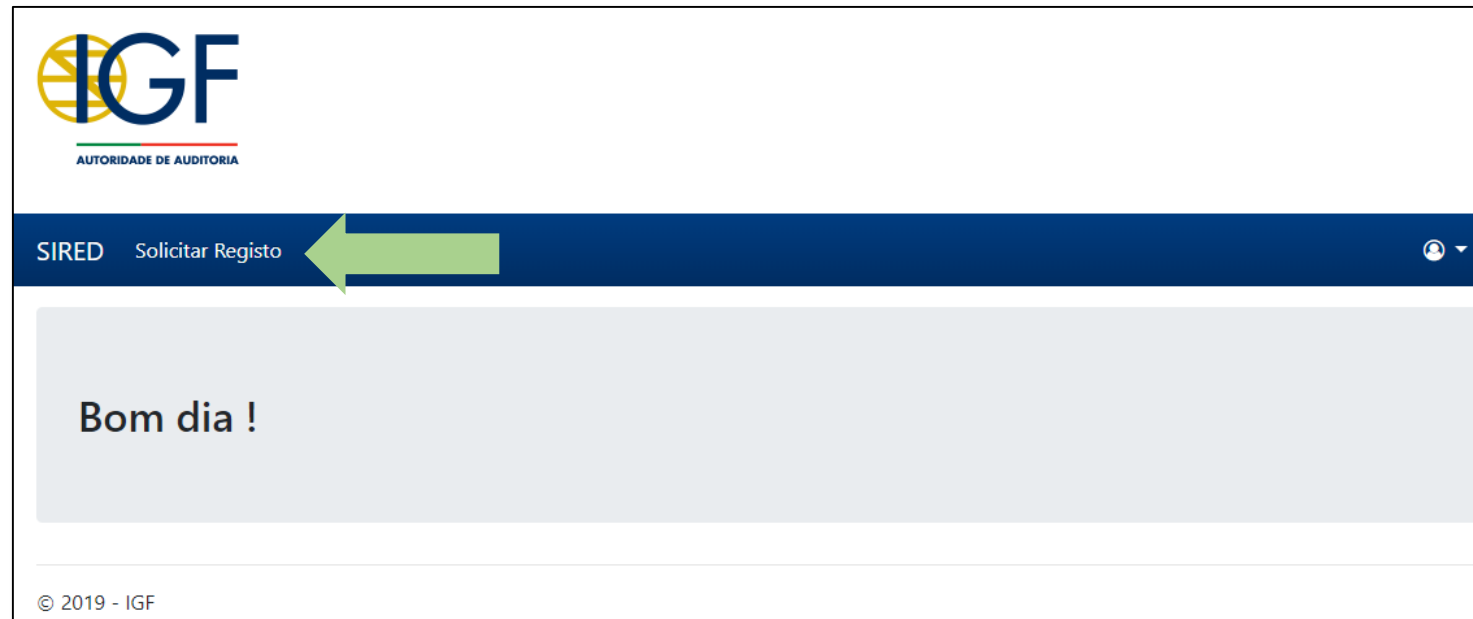 IGF
AUTORIDADE DE AUDITORIA
SIRED Solicitar Registo
Bom dia !
© 2019 - IGF